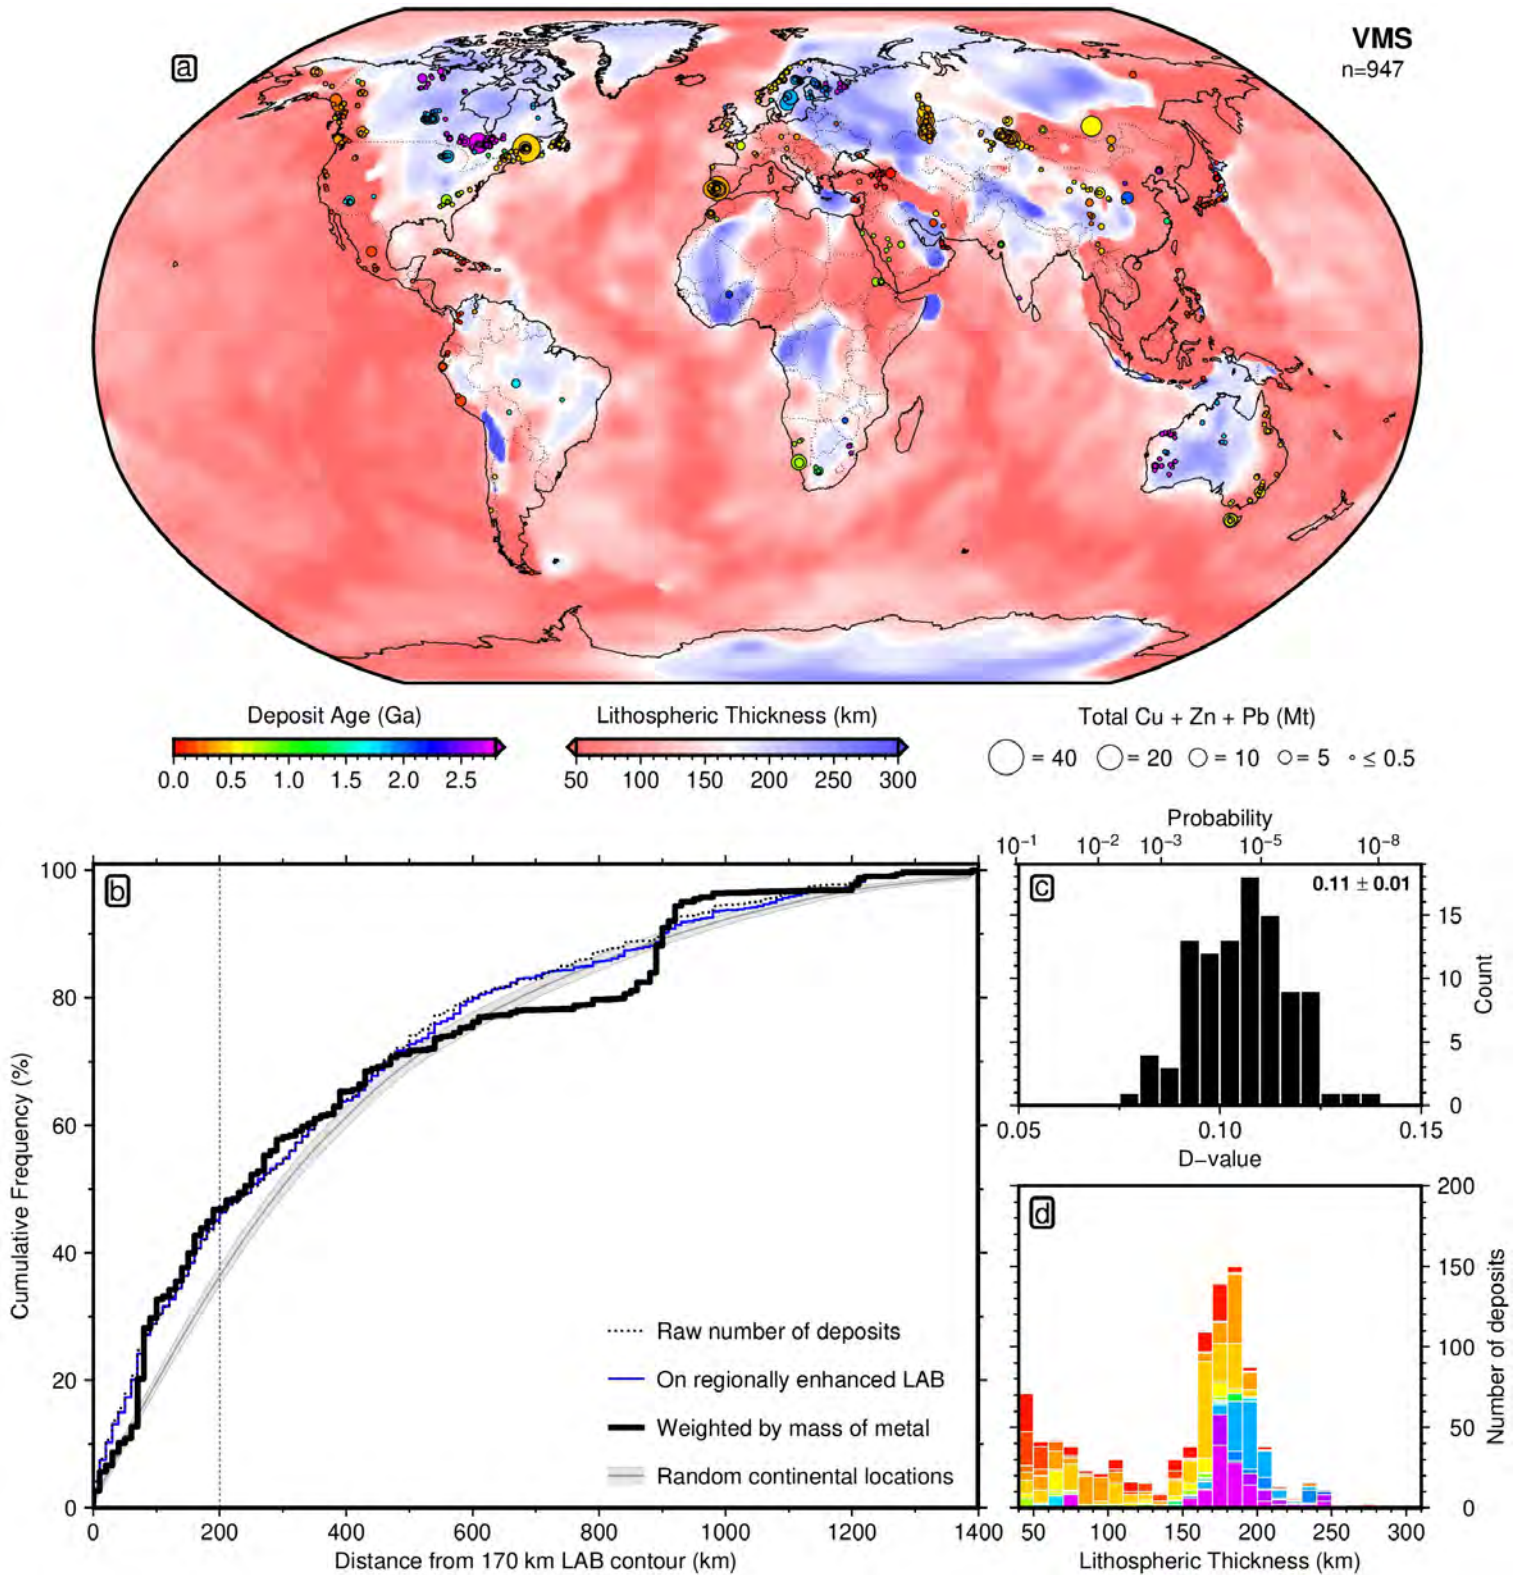 a
VMS
n=947
Deposit Age (Ga)
0.0 0.5 1.0 1.5 2.0 2.5
Lithospheric Thickness (km)
50 100 150 200 250 300
Total Cu + Zn + Pb (Mt)
= 40 = 20 = 10 = 5 ≤ 0.5
b
Cumulative Frequency (%)
100
80
60
40
20
0
Raw number of deposits
On regionally enhanced LAB
Weighted by mass of metal
Random continental locations
0 200 400 600 800 1000 1200 1400
Distance from 170 km LAB contour (km)
Probability
10⁻¹ 10⁻² 10⁻³ 10⁻⁵ 10⁻⁸
c
0.11 ± 0.01
15
10
5
0
Count
0.05 0.10 0.15
D−value
d
200
150
100
50
0
Number of deposits
50 100 150 200 250 300
Lithospheric Thickness (km)